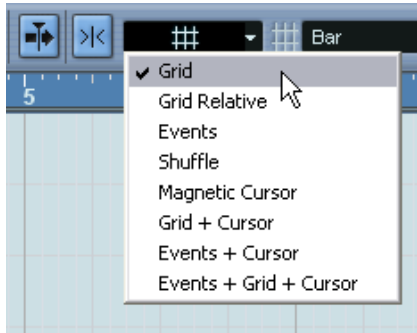 Bar
5
Grid
Grid Relative
Events
Shuffle
Magnetic Cursor
Grid + Cursor
Events + Cursor
Events + Grid + Cursor